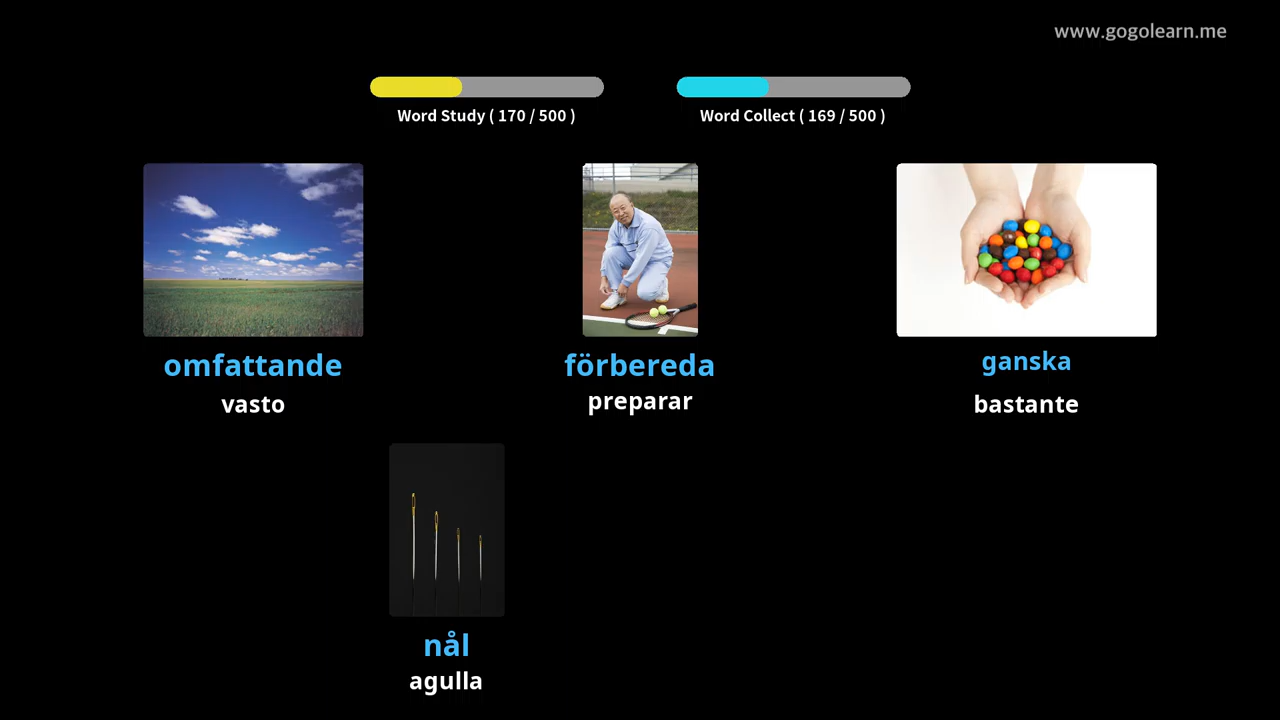 www.gogolearn.me
Word Study ( 170 / 500 )
Word Collect ( 169 / 500 )
omfattande
vasto
förbereda
preparar
ganska
bastante
nål
agulla